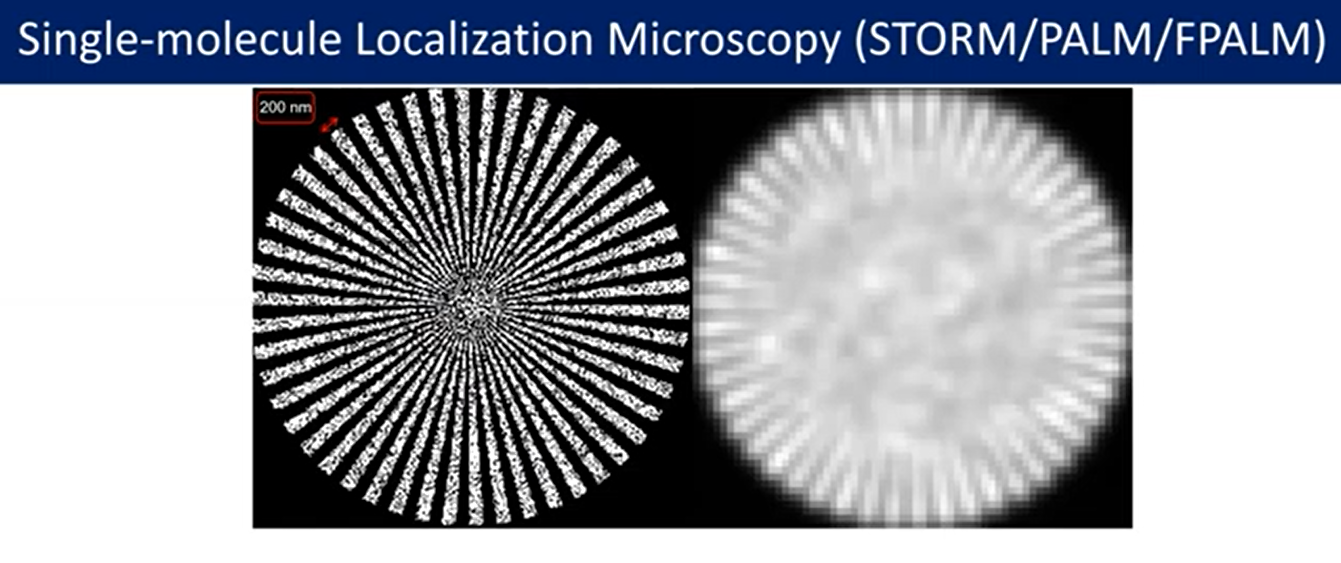 Single-molecule Localization Microscopy (STORM/PALM/FPALM)
200 nm